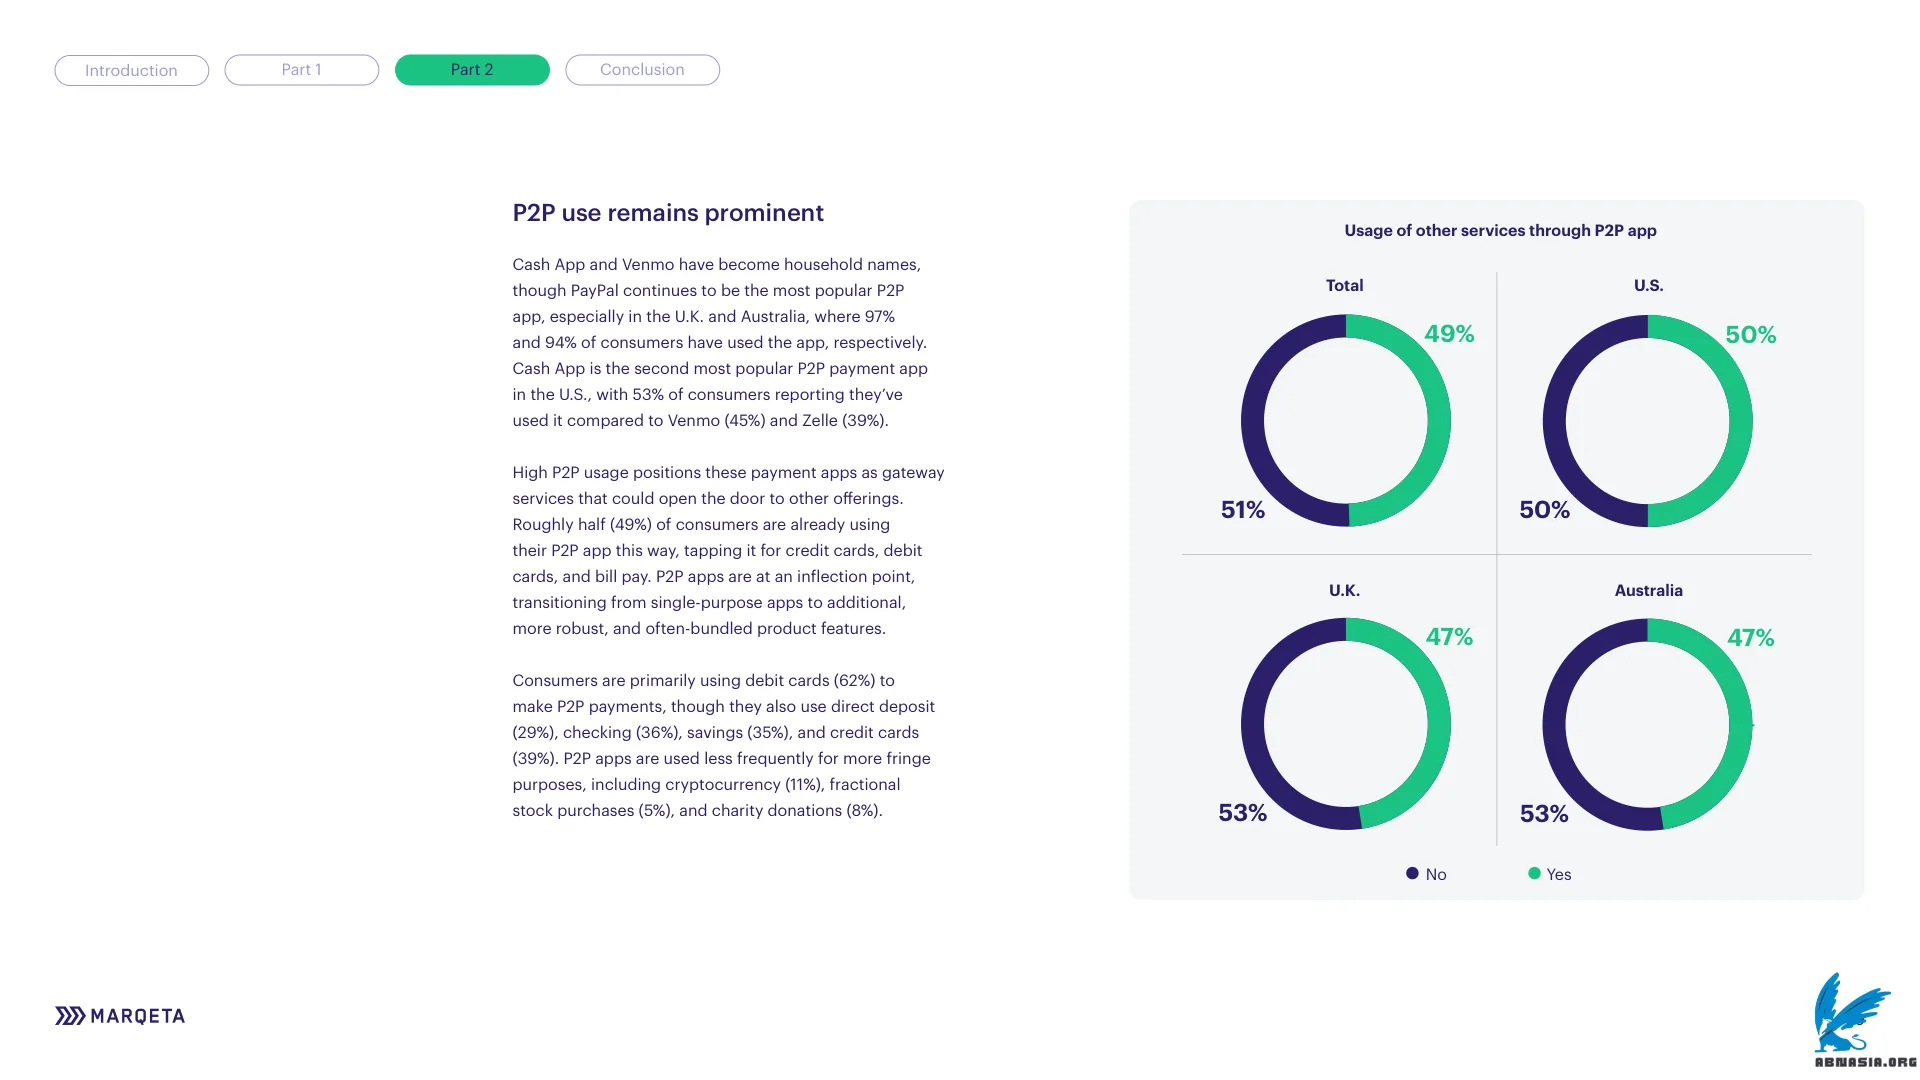 Introduction
Part 1
Part 2
Conclusion
P2P use remains prominent
Cash App and Venmo have become household names,
though PayPal continues to be the most popular P2P
app, especially in the U.K. and Australia, where 97%
and 94% of consumers have used the app, respectively.
Cash App is the second most popular P2P payment app
in the U.S., with 53% of consumers reporting they’ve
used it compared to Venmo (45%) and Zelle (39%).
High P2P usage positions these payment apps as gateway
services that could open the door to other offerings.
Roughly half (49%) of consumers are already using
their P2P app this way, tapping it for credit cards, debit
cards, and bill pay. P2P apps are at an inflection point,
transitioning from single-purpose apps to additional,
more robust, and often-bundled product features.
Consumers are primarily using debit cards (62%) to
make P2P payments, though they also use direct deposit
(29%), checking (36%), savings (35%), and credit cards
(39%). P2P apps are used less frequently for more fringe
purposes, including cryptocurrency (11%), fractional
stock purchases (5%), and charity donations (8%).
Usage of other services through P2P app
Total
49%
51%
U.S.
50%
50%
U.K.
47%
53%
Australia
47%
53%
No
Yes
MARQETA
ABNASIA.ORG